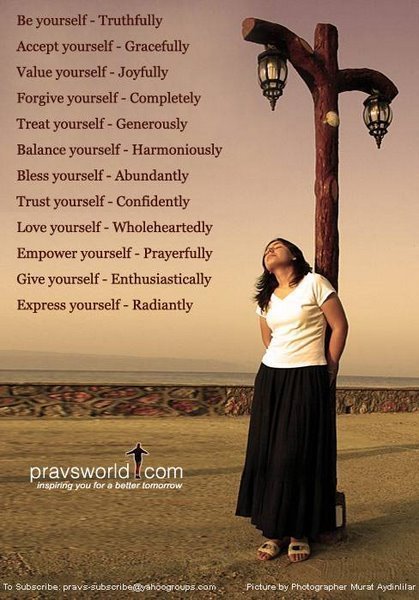 Be yourself - Truthfully
Accept yourself - Gracefully
Value yourself - Joyfully
Forgive yourself - Completely
Treat yourself - Generously
Balance yourself - Harmoniously
Bless yourself - Abundantly
Trust yourself - Confidently
Love yourself - Wholeheartedly
Empower yourself - Prayerfully
Give yourself - Enthusiastically
Express yourself - Radiantly
pravsworld.com
inspiring you for a better tomorrow
To Subscribe: pravs-subscribe@yahoogroups.com
Picture by Photographer Murat Aydinlilar